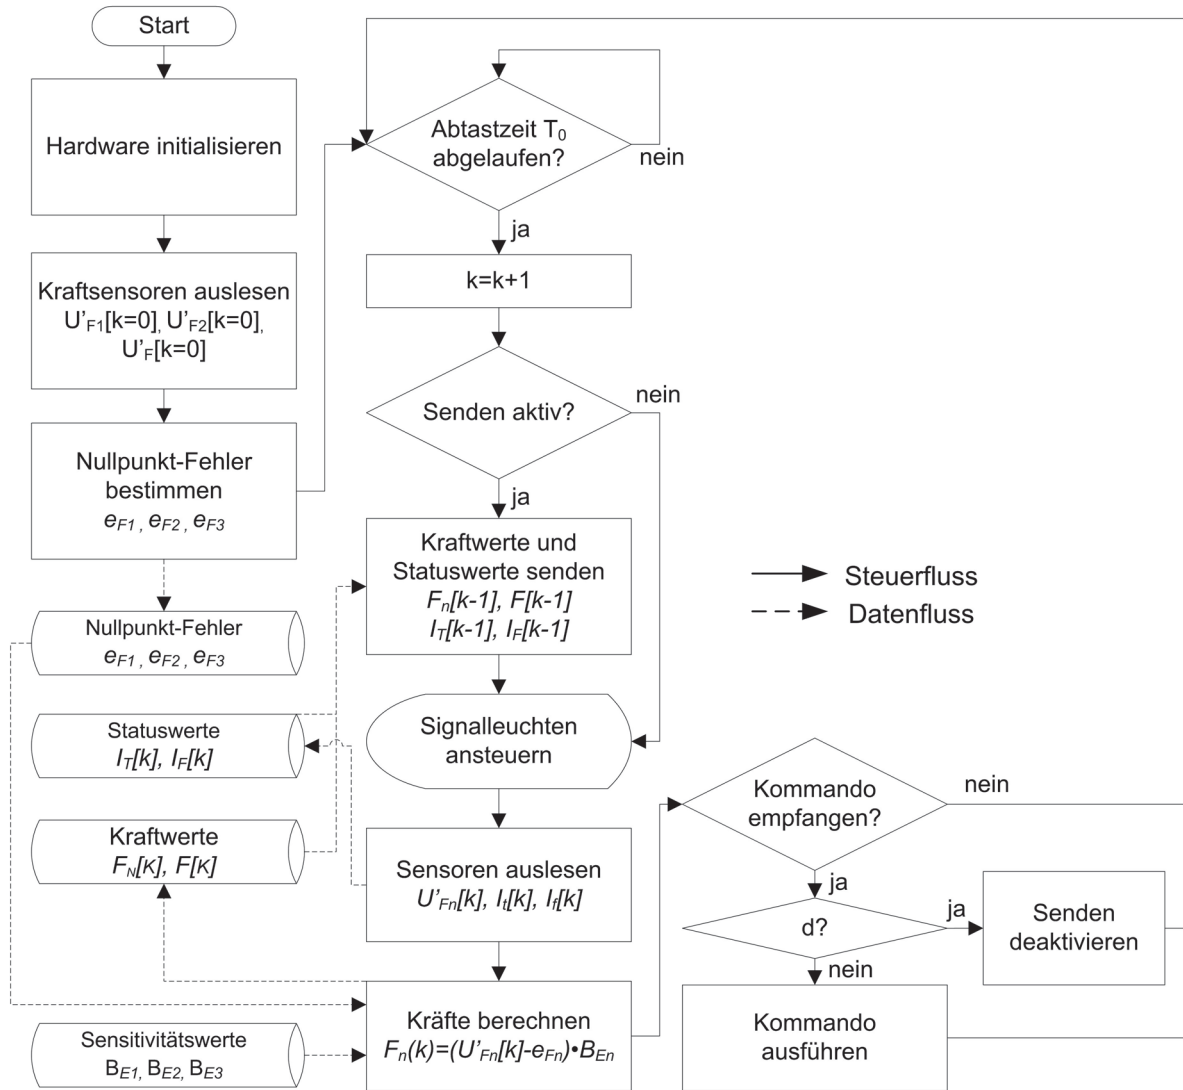 Start
Hardware initialisieren
Kraftsensoren auslesen
U'F1[k=0], U'F2[k=0],
U'F[k=0]
Nullpunkt-Fehler
bestimmen
eF1 , eF2 , eF3
Nullpunkt-Fehler
eF1 , eF2 , eF3
Statuswerte
IT[k], IF[k]
Kraftwerte
FN[K], F[K]
Sensitivitätswerte
BE1, BE2, BE3
Abtastzeit T0
abgelaufen?
nein
ja
k=k+1
Senden aktiv?
nein
ja
Kraftwerte und
Statuswerte senden
Fn[k-1], F[k-1]
IT[k-1], IF[k-1]
Signalleuchten
ansteuern
Sensoren auslesen
U'Fn[k], It[k], If[k]
Kräfte berechnen
Fn(k)=(U'Fn[k]-eFn)•BEn
Steuerfluss
Datenfluss
Kommando
empfangen?
nein
ja
d?
ja
nein
Senden
deaktivieren
Kommando
ausführen